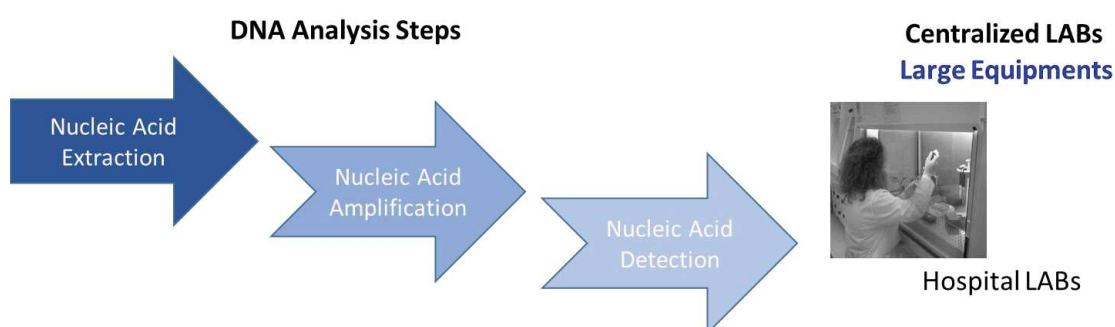 DNA Analysis Steps
Centralized LABs
Large Equipments
Nucleic Acid
Extraction
Nucleic Acid
Amplification
Nucleic Acid
Detection
Hospital LABs